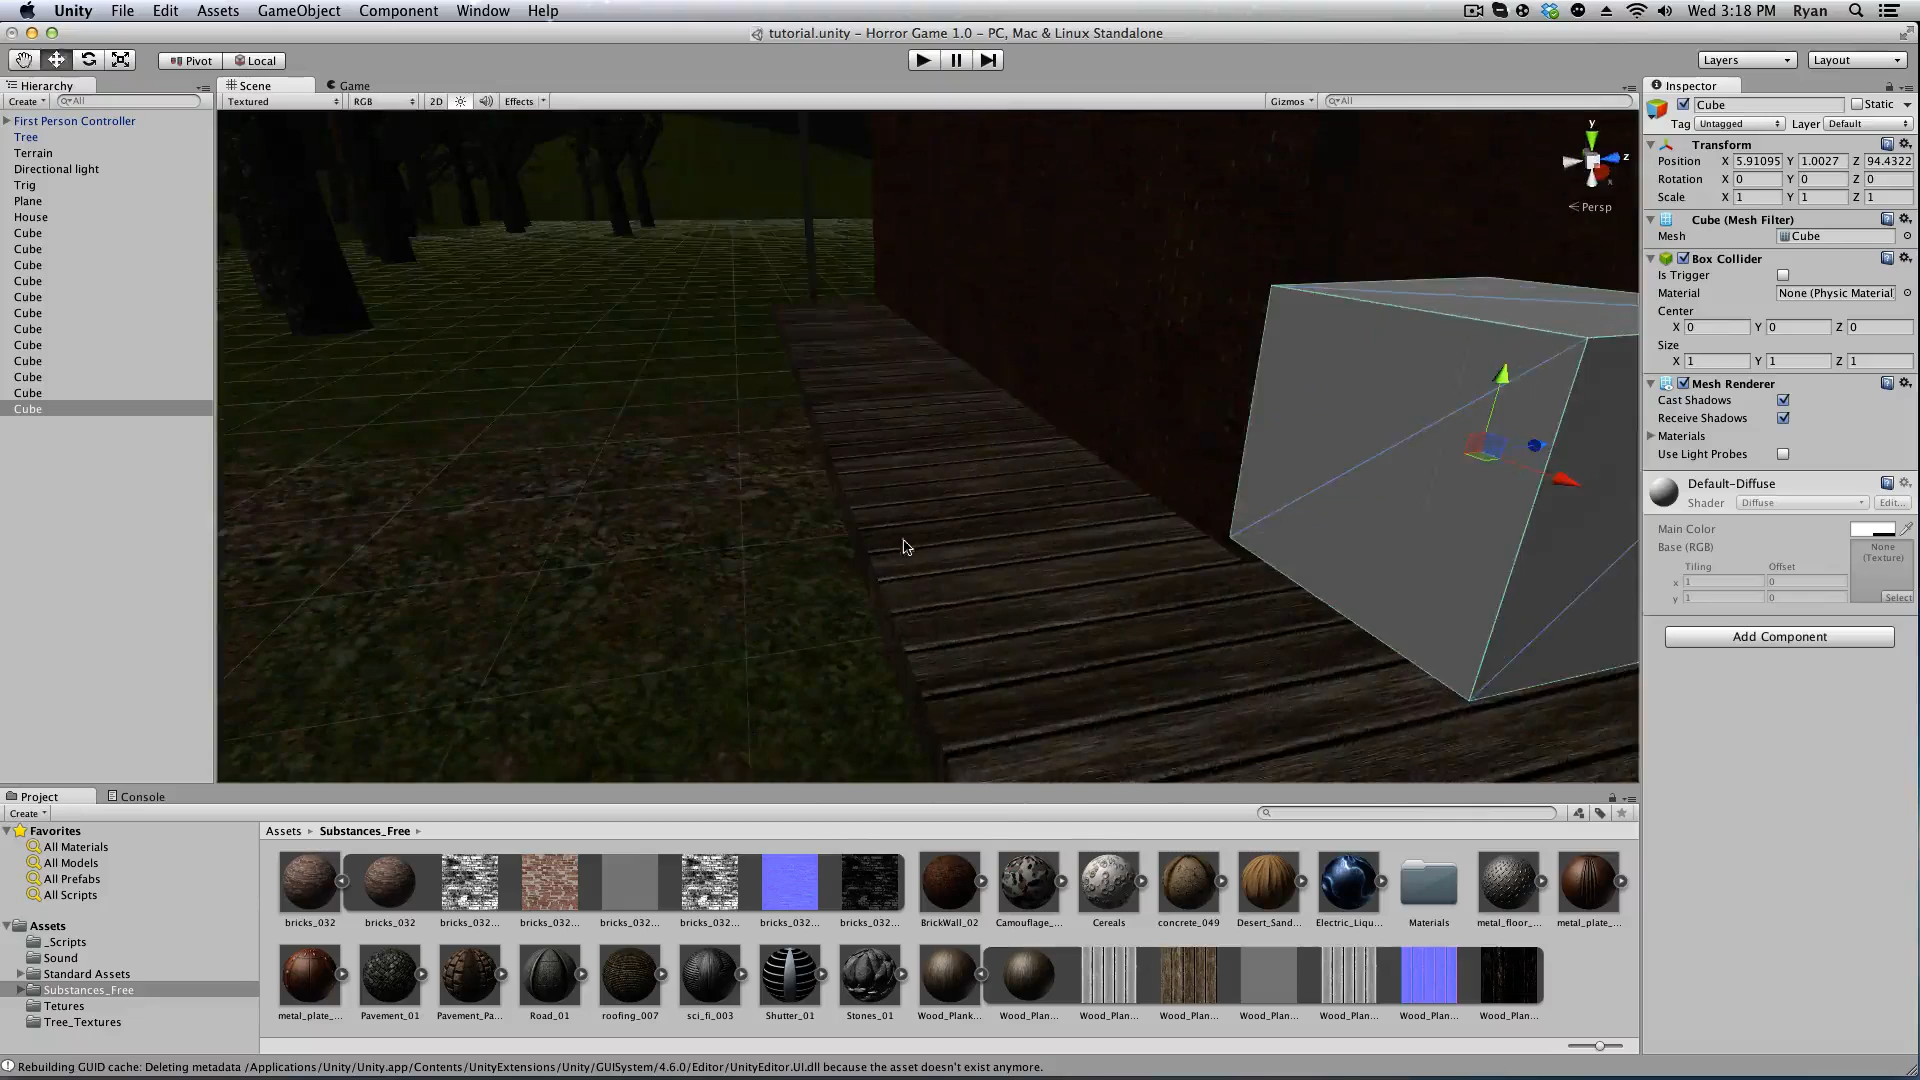 Unity File Edit Assets GameObject Component Window Help Wed 3:18 PM Ryan
tutorial.unity - Horror Game 1.0 - PC, Mac & Linux Standalone
Pivot Local Layers Layout
Hierarchy
Create All
First Person Controller
Tree
Terrain
Directional light
Trig
Plane
House
Cube
Cube
Cube
Cube
Cube
Cube
Cube
Cube
Cube
Cube
Cube
Cube
Scene Game
Textured RGB 2D Effects Gizmos All
y
z
x
Persp
Inspector
Cube Static
Tag Untagged Layer Default
Transform
Position X 5.91095 Y 1.0027 Z 94.4322
Rotation X 0 Y 0 Z 0
Scale X 1 Y 1 Z 1
Cube (Mesh Filter)
Mesh Cube
Box Collider
Is Trigger
Material None (Physic Material
Center
X 0 Y 0 Z 0
Size
X 1 Y 1 Z 1
Mesh Renderer
Cast Shadows
Receive Shadows
Materials
Use Light Probes
Default-Diffuse
Shader Diffuse Edit...
Main Color
Base (RGB) None
(Texture)
Tiling Offset
x 1 0
y 1 0 Select
Add Component
Project Console
Create
Favorites
All Materials
All Models
All Prefabs
All Scripts
Assets
_Scripts
Sound
Standard Assets
Substances_Free
Tetures
Tree_Textures
Assets Substances_Free
bricks_032 bricks_032 bricks_032... bricks_032... bricks_032... bricks_032... bricks_032... bricks_032... BrickWall_02 Camouflage_... Cereals concrete_049 Desert_Sand... Electric_Liqu... Materials metal_floor_... metal_plate_...
metal_plate_... Pavement_01 Pavement_Pa... Road_01 roofing_007 sci_fi_003 Shutter_01 Stones_01 Wood_Plank... Wood_Plan... Wood_Plan... Wood_Plan... Wood_Plan... Wood_Plan... Wood_Plan... Wood_Plan...
Rebuilding GUID cache: Deleting metadata /Applications/Unity/Unity.app/Contents/UnityExtensions/Unity/GUISystem/4.6.0/Editor/UnityEditor.UI.dll because the asset doesn't exist anymore.